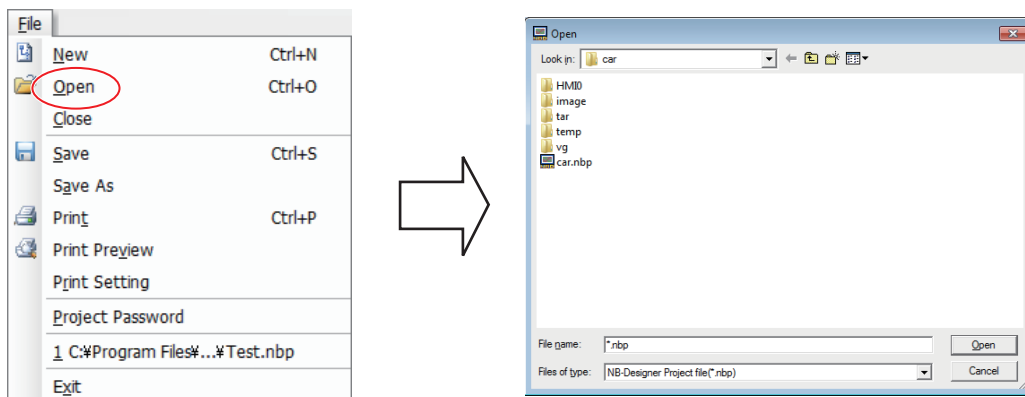 File
New Ctrl+N
Open Ctrl+O
Close
Save Ctrl+S
Save As
Print Ctrl+P
Print Preview
Print Setting
Project Password
1 C:¥Program Files¥...¥Test.nbp
Exit
Open
Look in: car
HMI0
image
tar
temp
vg
car.nbp
File name: *.nbp Open
Files of type: NB-Designer Project file(*.nbp) Cancel